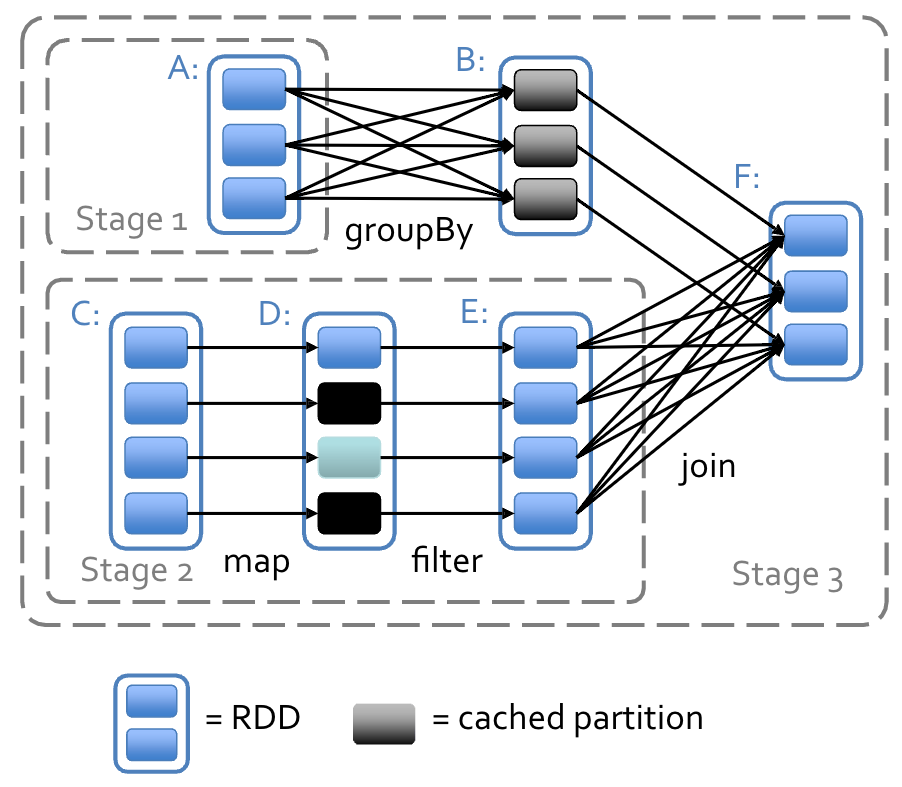 A:
B:
Stage 1
groupBy
F:
C:
D:
E:
join
Stage 2
map
filter
Stage 3
= RDD
= cached partition